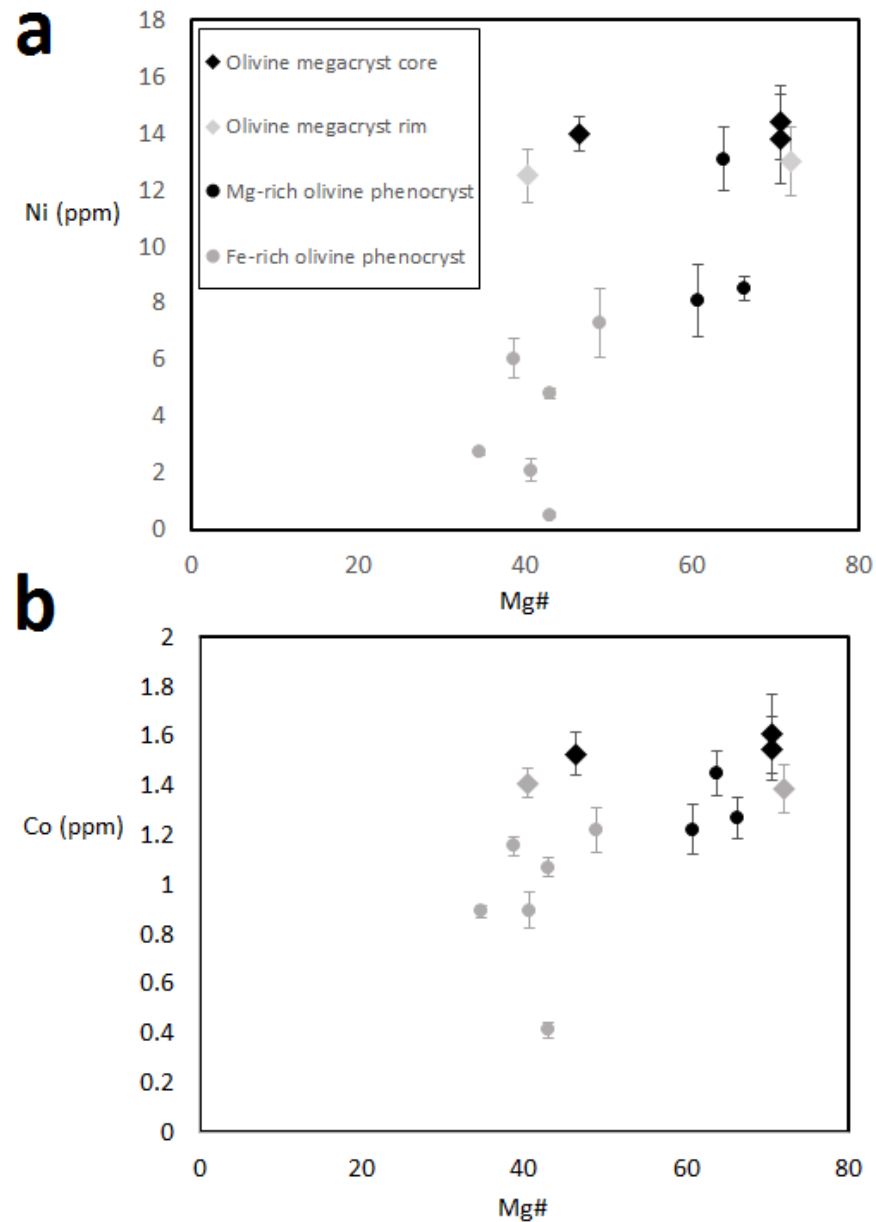 a
18
16
14
12
10
8
6
4
2
0
Ni (ppm)
Olivine megacryst core
Olivine megacryst rim
Mg-rich olivine phenocryst
Fe-rich olivine phenocryst
0 20 40 60 80
Mg#
b
2
1.8
1.6
1.4
1.2
1
0.8
0.6
0.4
0.2
0
Co (ppm)
0 20 40 60 80
Mg#